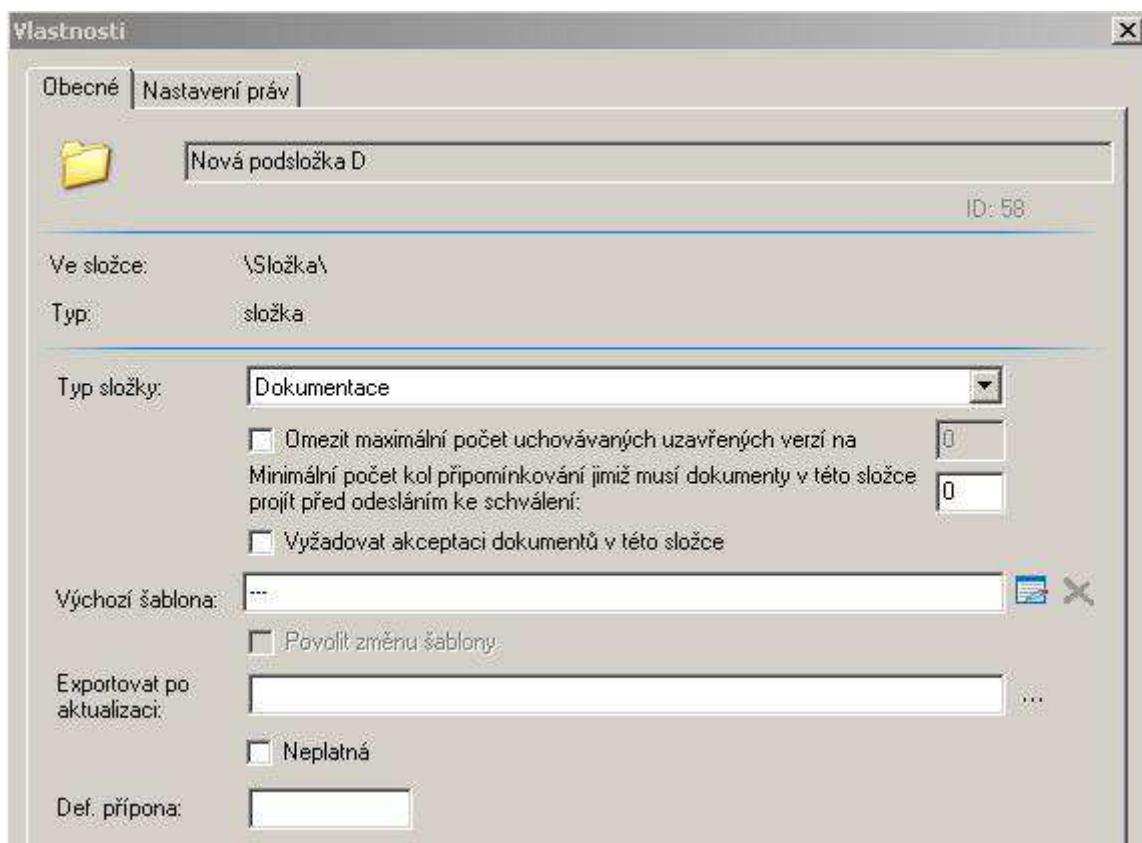 Vlastnosti
Obecné
Nastavení práv
Nová podsložka D
ID: 58
Ve složce: \Složka\
Typ: složka
Typ složky: Dokumentace
Omezit maximální počet uchovávaných uzavřených verzí na 0
Minimální počet kol připomínkování jimiž musí dokumenty v této složce
projít před odesláním ke schválení: 0
Vyžadovat akceptaci dokumentů v této složce
Výchozí šablona: ---
Povolit změnu šablony
Exportovat po
aktualizaci: ...
Neplatná
Def. přípona: